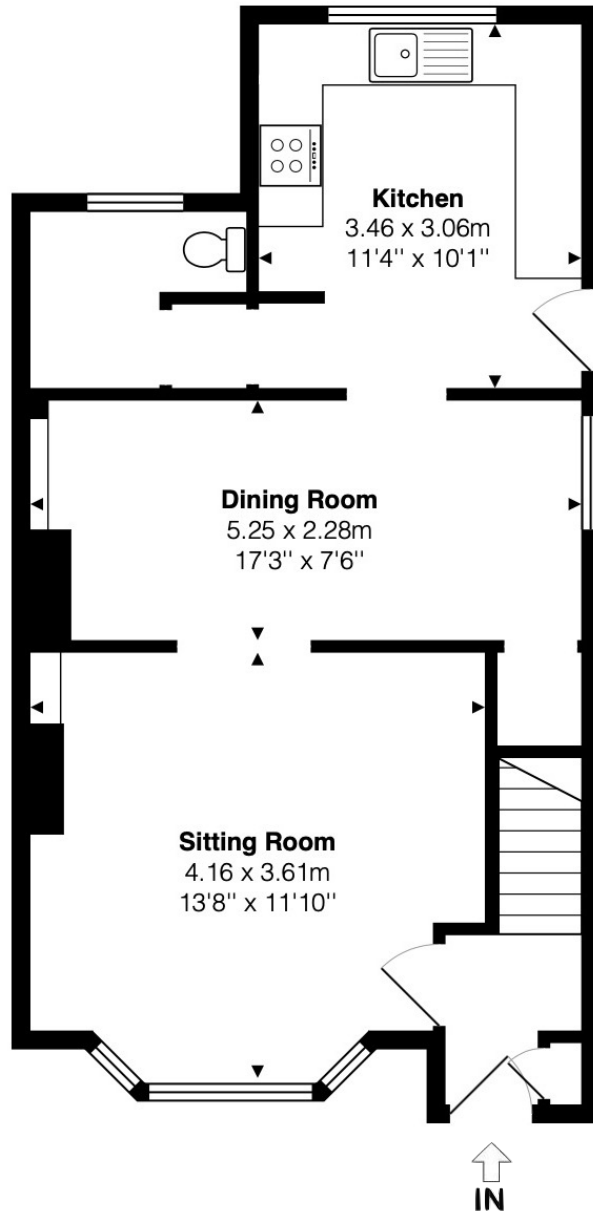 Kitchen
3.46 x 3.06m
11'4'' x 10'1''
Dining Room
5.25 x 2.28m
17'3'' x 7'6''
Sitting Room
4.16 x 3.61m
13'8'' x 11'10''
IN